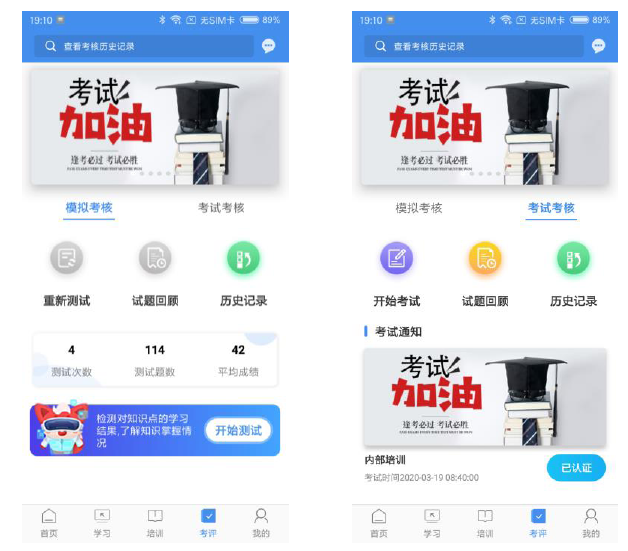 19:10 无SIM卡 89%
查看考核历史记录
考试
加油
逢考必过 考试必胜
模拟考核 考试考核
重新测试 试题回顾 历史记录
4 114 42
测试次数 测试题数 平均成绩
检测对知识点的学习
结果,了解知识掌握情
况
开始测试
首页 学习 培训 考评 我的
19:10 无SIM卡 89%
查看考核历史记录
考试
加油
逢考必过 考试必胜
模拟考核 考试考核
开始考试 试题回顾 历史记录
考试通知
考试
加油
逢考必过 考试必胜
内部培训
考试时间2020-03-19 08:40:00
已认证
首页 学习 培训 考评 我的